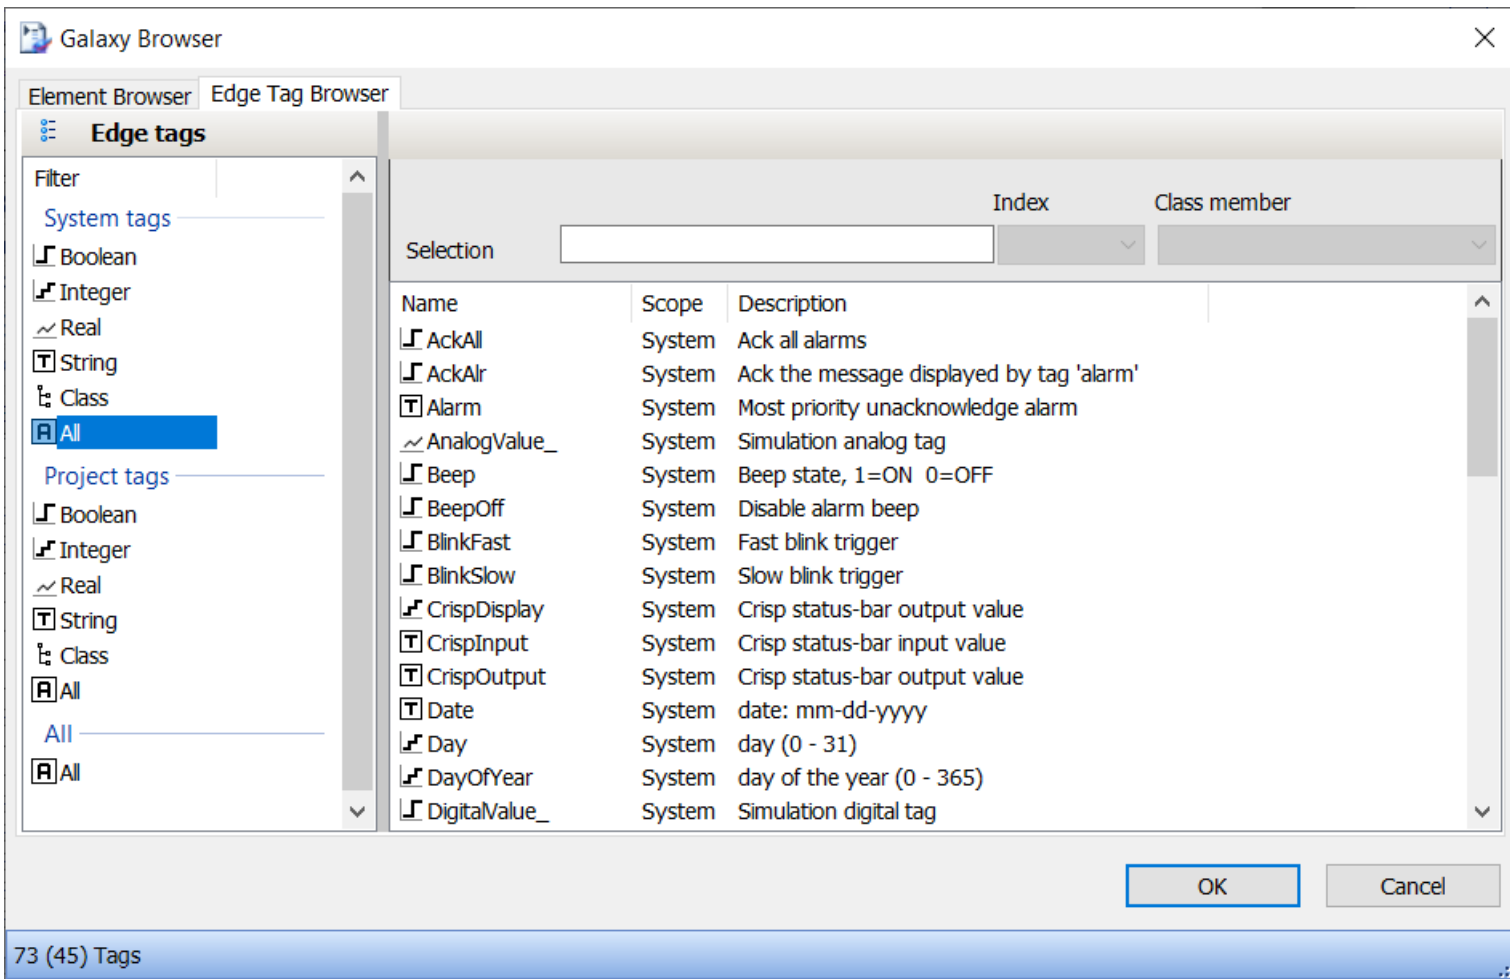 Galaxy Browser
Element Browser Edge Tag Browser
Edge tags
Filter
System tags
Boolean
Integer
Real
T String
Class
A All
Project tags
Boolean
Integer
Real
T String
Class
A All
All
A All
Index Class member
Selection
Name Scope Description
AckAll System Ack all alarms
AckAlr System Ack the message displayed by tag 'alarm'
T Alarm System Most priority unacknowledge alarm
AnalogValue_ System Simulation analog tag
Beep System Beep state, 1=ON 0=OFF
BeepOff System Disable alarm beep
BlinkFast System Fast blink trigger
BlinkSlow System Slow blink trigger
CrispDisplay System Crisp status-bar output value
T CrispInput System Crisp status-bar input value
T CrispOutput System Crisp status-bar output value
T Date System date: mm-dd-yyyy
Day System day (0 - 31)
DayOfYear System day of the year (0 - 365)
DigitalValue_ System Simulation digital tag
OK Cancel
73 (45) Tags